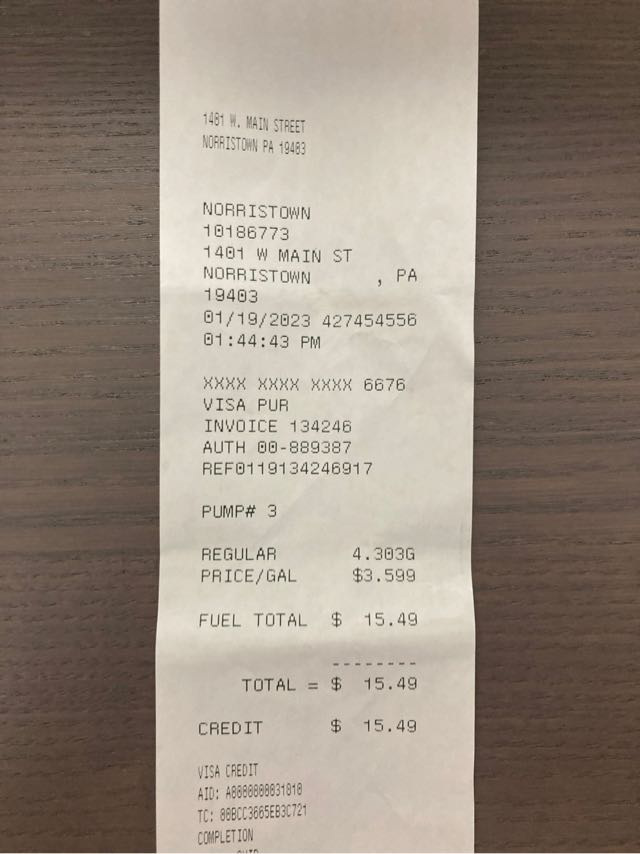 1401 W. MAIN STREET
NORRISTOWN PA 19403
NORRISTOWN
10186773
1401 W MAIN ST
NORRISTOWN , PA
19403
01/19/2023 427454556
01:44:43 PM
XXXX XXXX XXXX 6676
VISA PUR
INVOICE 134246
AUTH 00-889387
REF0119134246917
PUMP# 3
REGULAR 4.303G
PRICE/GAL $3.599
FUEL TOTAL $ 15.49
--------
TOTAL = $ 15.49
CREDIT $ 15.49
VISA CREDIT
AID: A0000000031010
TC: 00BCC3665EB3C721
COMPLETION